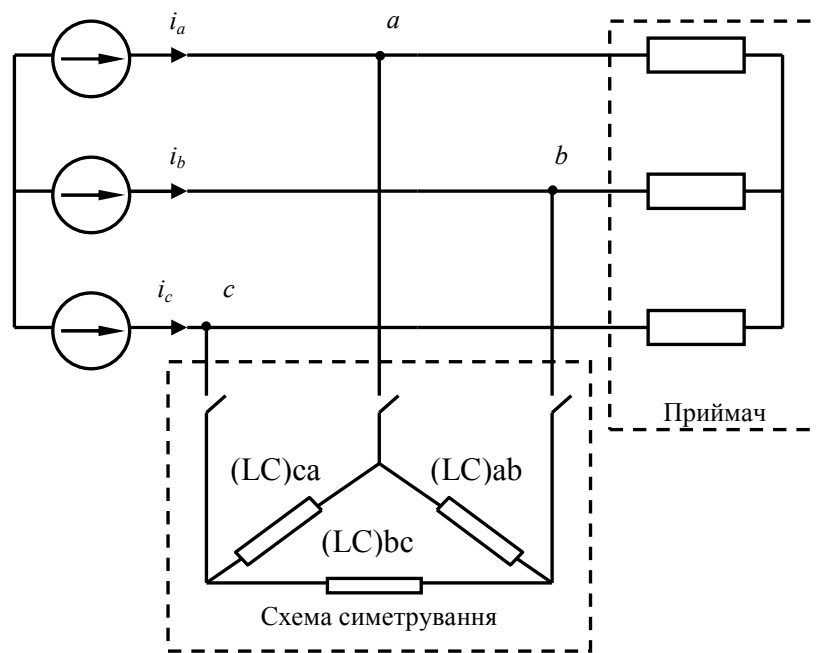 i_a
a
i_b
b
i_c
c
Приймач
(LC)ca
(LC)ab
(LC)bc
Схема симетрування